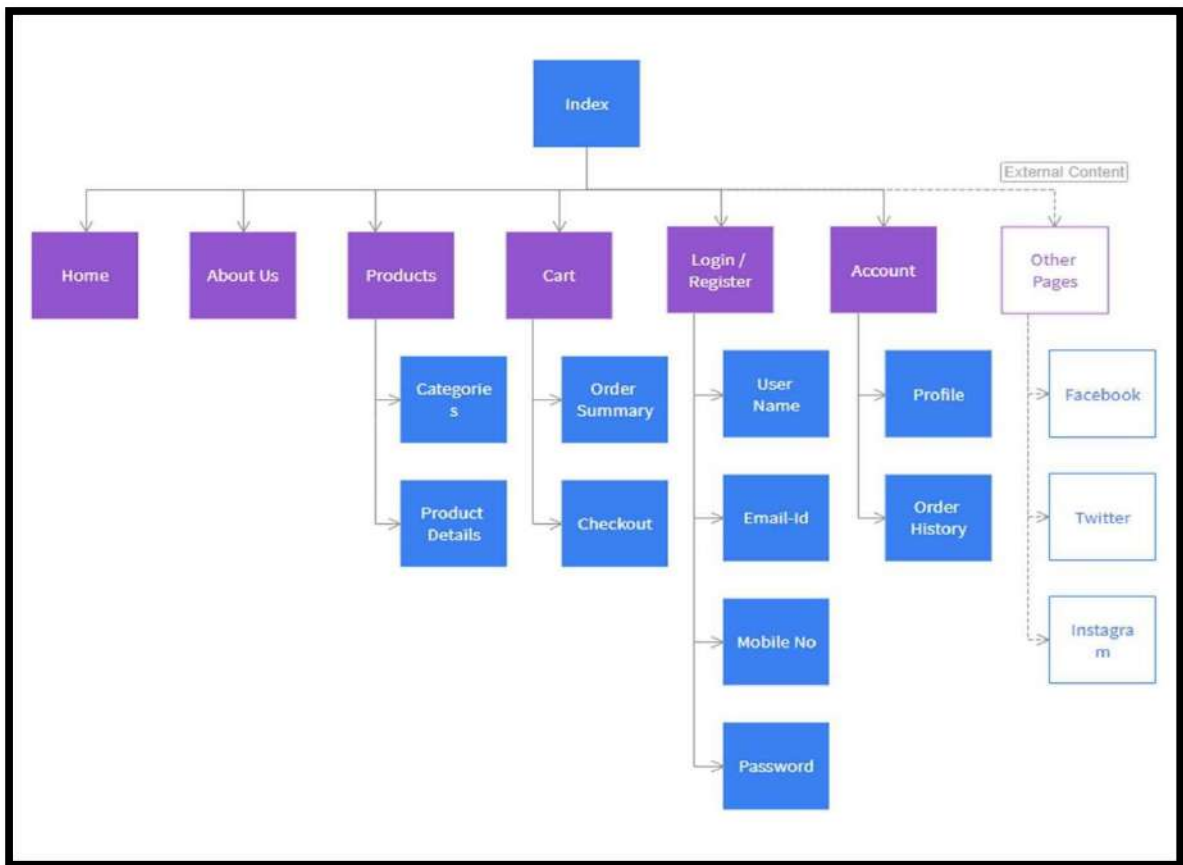 Index
External Content
Home
About Us
Products
Cart
Login /
Register
Account
Other
Pages
Categorie
s
Order
Summary
User
Name
Profile
Facebook
Product
Details
Checkout
Email-Id
Order
History
Twitter
Mobile No
Instagra
m
Password